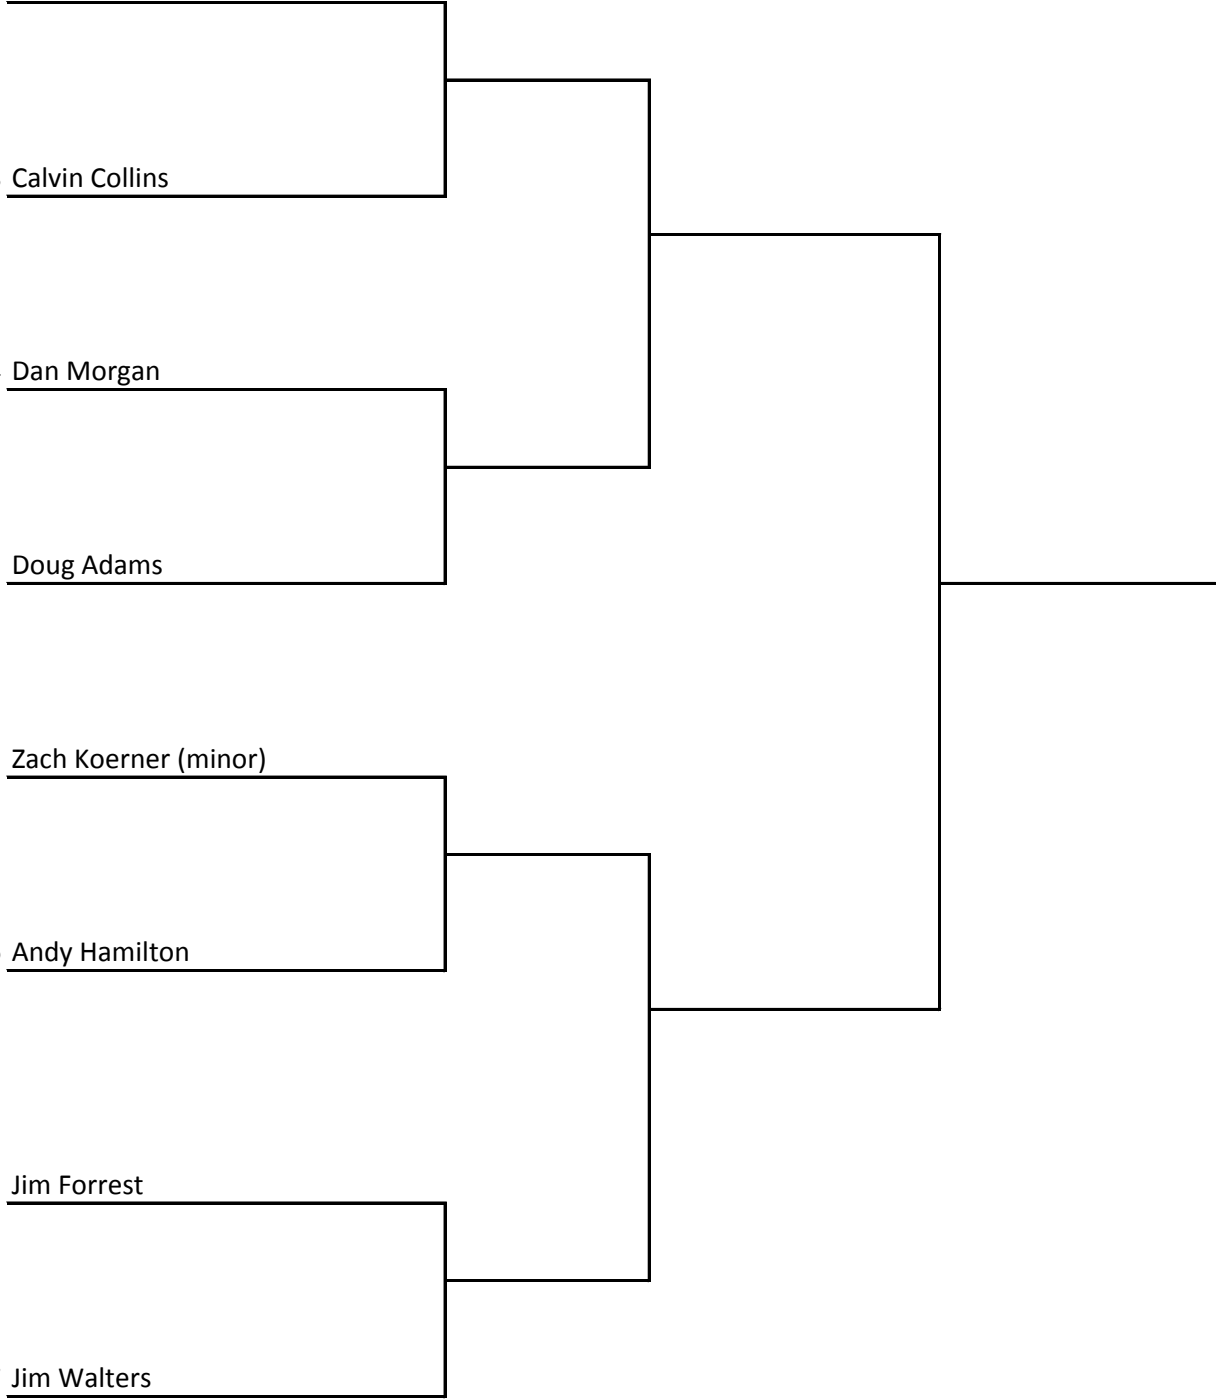 Calvin Collins
Dan Morgan
Doug Adams
Zach Koerner (minor)
Andy Hamilton
Jim Forrest
Jim Walters